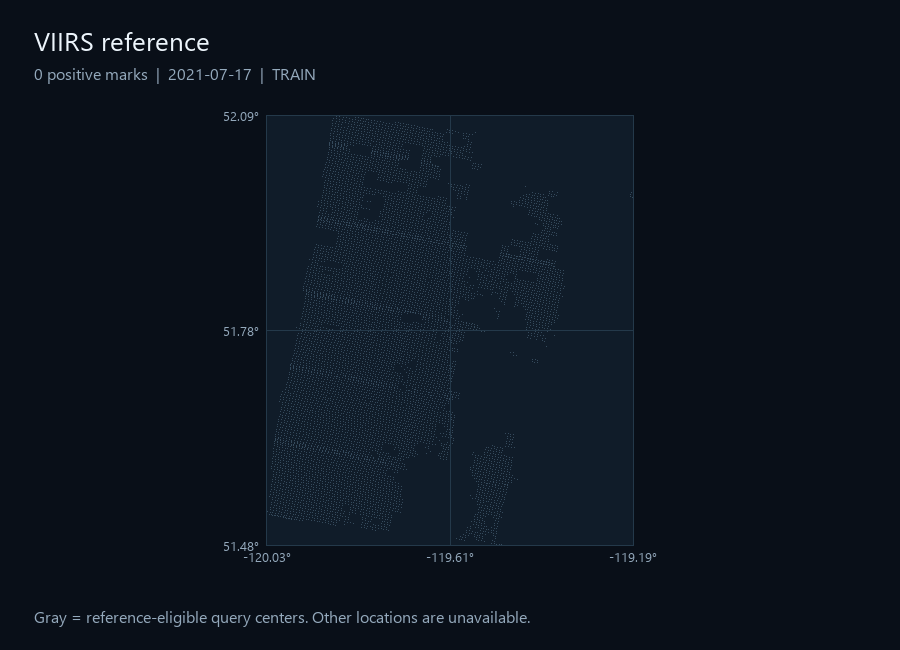 VIIRS reference
0 positive marks | 2021-07-17 | TRAIN
52.09°
51.78°
51.48°
-120.03°
-119.61°
-119.19°
Gray = reference-eligible query centers. Other locations are unavailable.